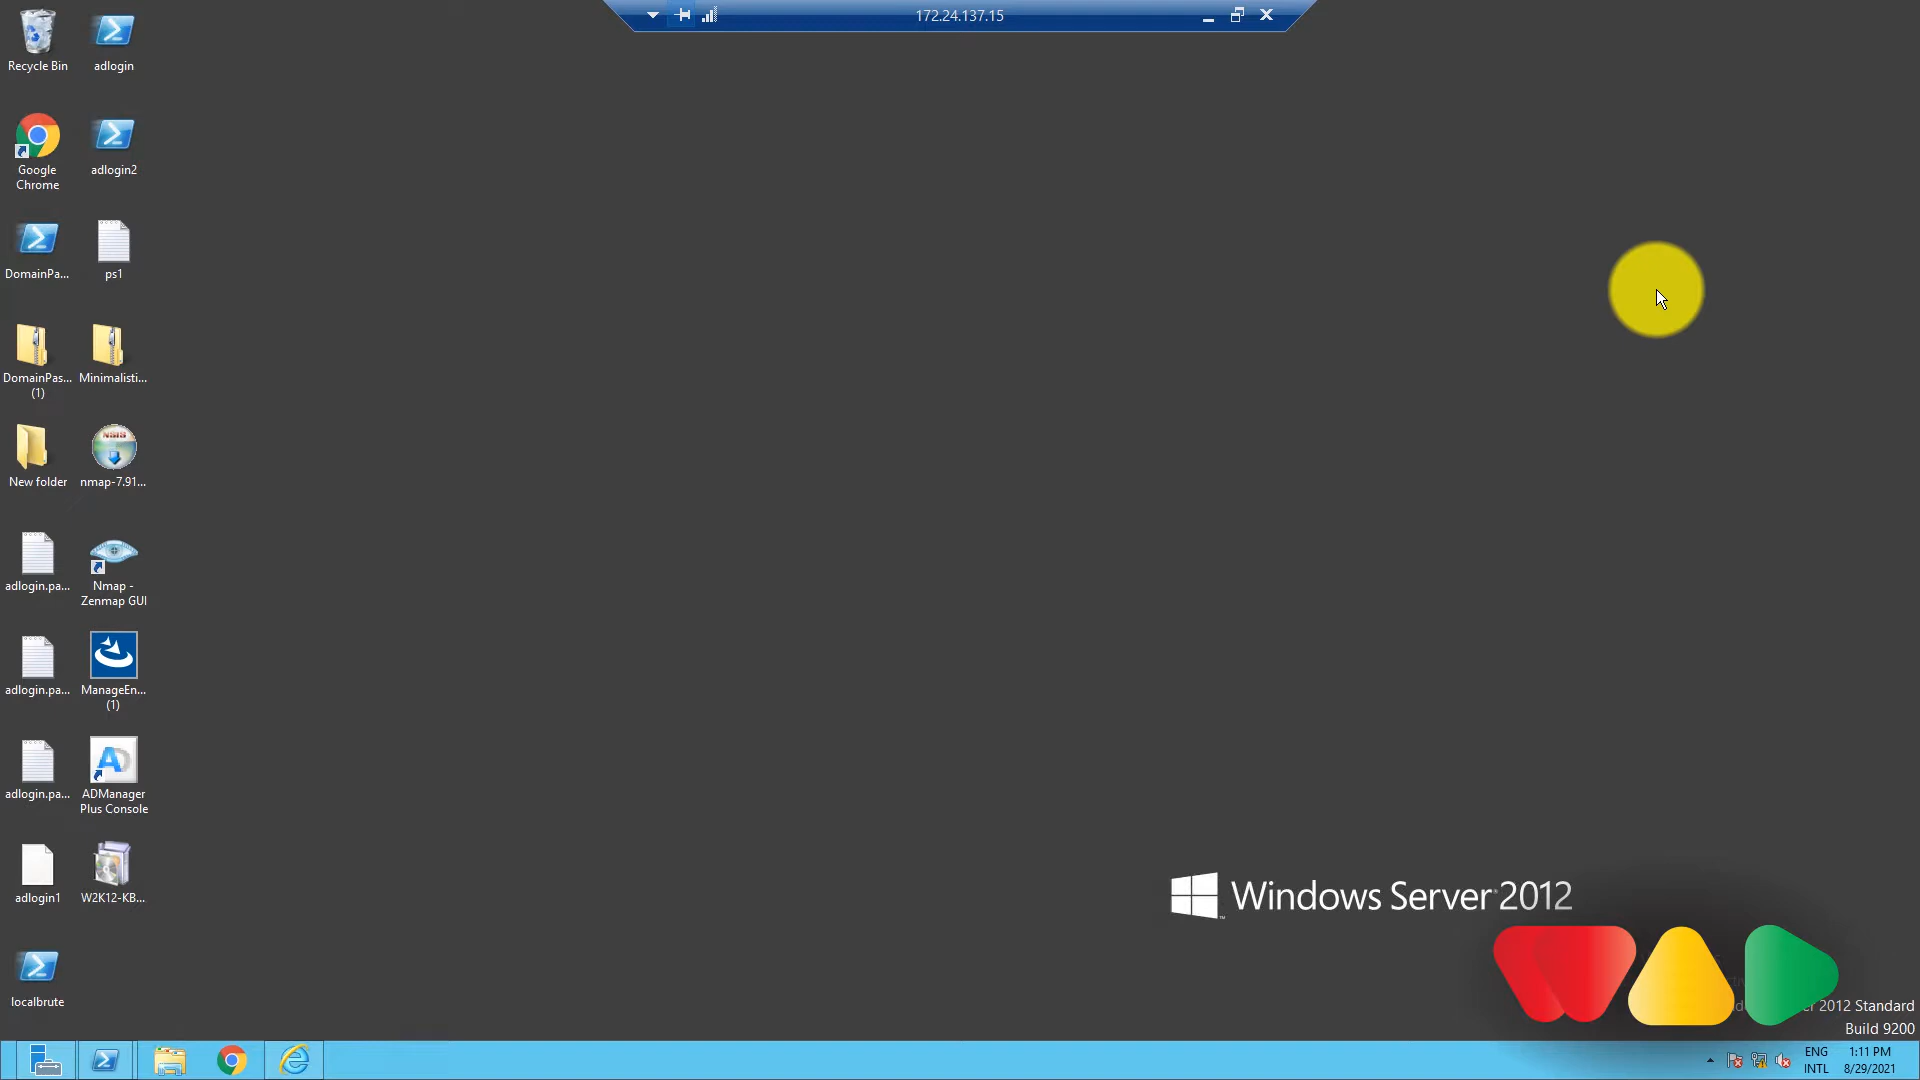 172.24.137.15
Recycle Bin
adlogin
Google
Chrome
adlogin2
DomainPa...
ps1
DomainPas...
(1)
Minimalisti...
New folder
nmap-7.91...
adlogin.pa...
Nmap -
Zenmap GUI
adlogin.pa...
ManageEn...
(1)
adlogin.pa...
ADManager
Plus Console
adlogin1
W2K12-KB...
localbrute
Windows Server 2012
2012 Standard
Build 9200
ENG
INTL
1:11 PM
8/29/2021